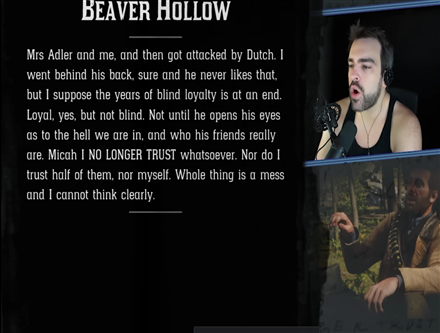 BEAVER HOLLOW
Mrs Adler and me, and then got attacked by Dutch. I
went behind his back, sure and he never likes that,
but I suppose the years of blind loyalty is at an end.
Loyal, yes, but not blind. Not until he opens his eyes
as to the hell we are in, and who his friends really
are. Micah I NO LONGER TRUST whatsoever. Nor do I
trust half of them, nor myself. Whole thing is a mess
and I cannot think clearly.